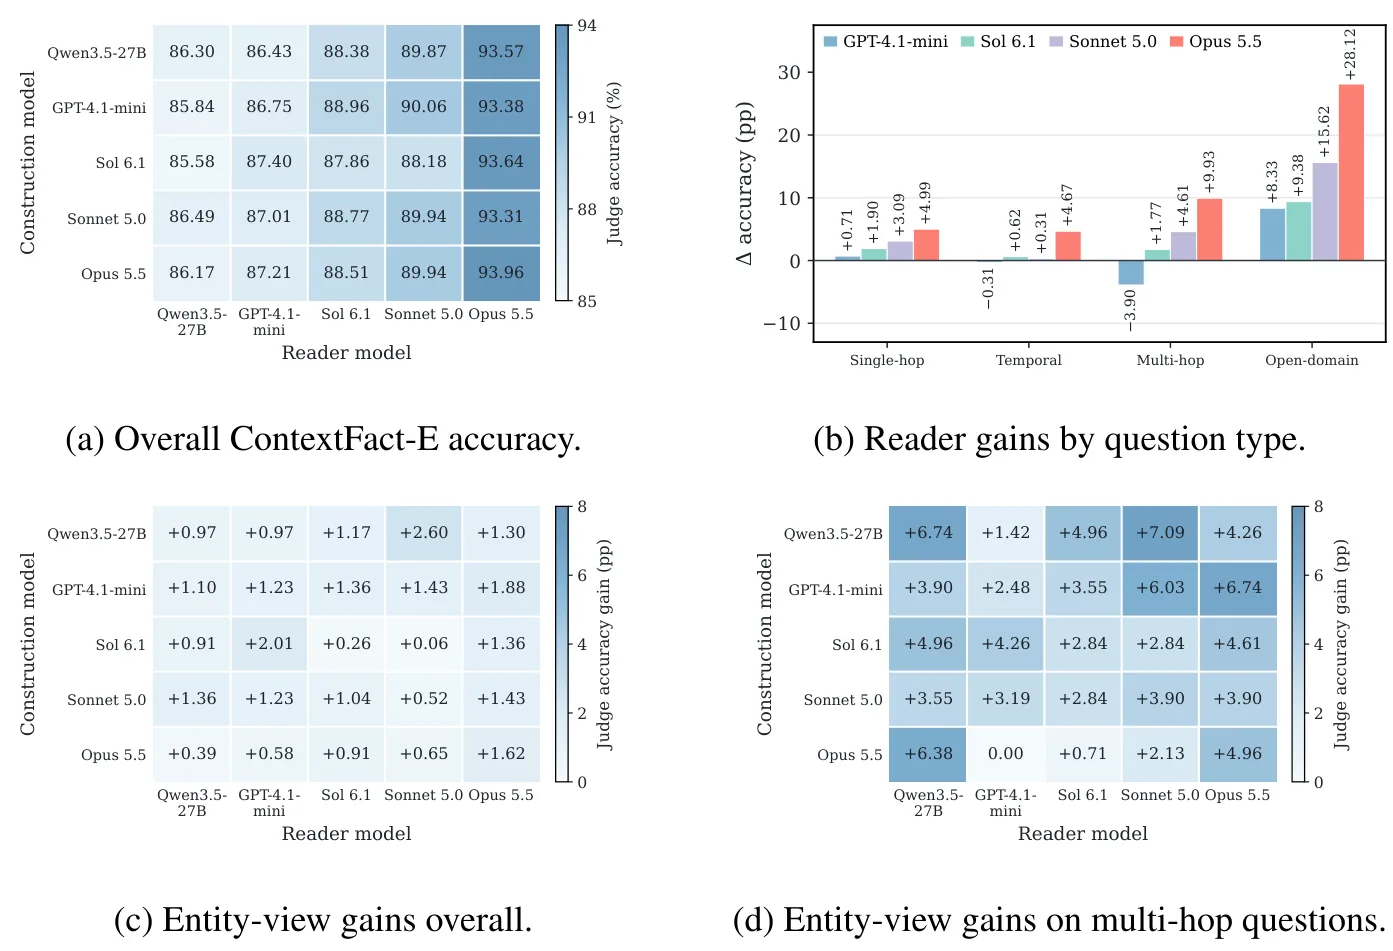 Construction model
Qwen3.5-27B 86.30 86.43 88.38 89.87 93.57
GPT-4.1-mini 85.84 86.75 88.96 90.06 93.38
Sol 6.1 85.58 87.40 87.86 88.18 93.64
Sonnet 5.0 86.49 87.01 88.77 89.94 93.31
Opus 5.5 86.17 87.21 88.51 89.94 93.96
Qwen3.5- GPT-4.1- Sol 6.1 Sonnet 5.0 Opus 5.5
27B mini
Reader model
94
91
88
85
Judge accuracy (%)
(a) Overall ContextFact-E accuracy.
GPT-4.1-mini Sol 6.1 Sonnet 5.0 Opus 5.5
Δ accuracy (pp)
30
20
10
0
−10
+0.71 +1.90 +3.09 +4.99
−0.31 +0.62 +0.31 +4.67
−3.90 +1.77 +4.61 +9.93
+8.33 +9.38 +15.62 +28.12
Single-hop Temporal Multi-hop Open-domain
(b) Reader gains by question type.
Construction model
Qwen3.5-27B +0.97 +0.97 +1.17 +2.60 +1.30
GPT-4.1-mini +1.10 +1.23 +1.36 +1.43 +1.88
Sol 6.1 +0.91 +2.01 +0.26 +0.06 +1.36
Sonnet 5.0 +1.36 +1.23 +1.04 +0.52 +1.43
Opus 5.5 +0.39 +0.58 +0.91 +0.65 +1.62
Qwen3.5- GPT-4.1- Sol 6.1 Sonnet 5.0 Opus 5.5
27B mini
Reader model
8
6
4
2
0
Judge accuracy gain (pp)
(c) Entity-view gains overall.
Construction model
Qwen3.5-27B +6.74 +1.42 +4.96 +7.09 +4.26
GPT-4.1-mini +3.90 +2.48 +3.55 +6.03 +6.74
Sol 6.1 +4.96 +4.26 +2.84 +2.84 +4.61
Sonnet 5.0 +3.55 +3.19 +2.84 +3.90 +3.90
Opus 5.5 +6.38 0.00 +0.71 +2.13 +4.96
Qwen3.5- GPT-4.1- Sol 6.1 Sonnet 5.0 Opus 5.5
27B mini
Reader model
8
6
4
2
0
Judge accuracy gain (pp)
(d) Entity-view gains on multi-hop questions.